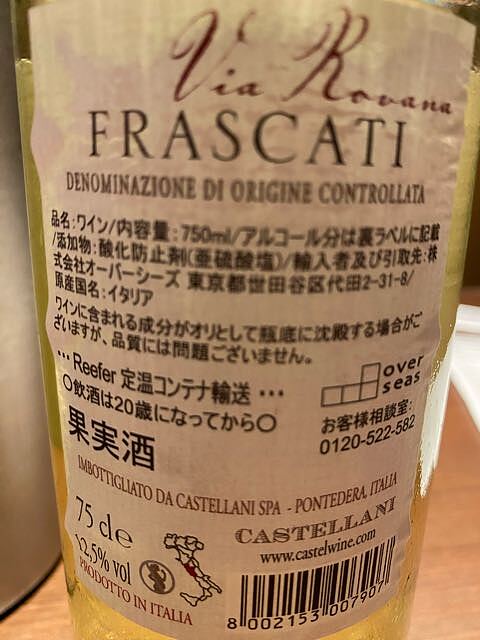 Via Rovana
FRASCATI
DENOMINAZIONE DI ORIGINE CONTROLLATA
品名:ワイン/内容量:750ml/アルコール分は裏ラベルに記載
/添加物:酸化防止剤(亜硫酸塩)/輸入者及び引取先:株
式会社オーバーシーズ 東京都世田谷区代田2-31-8/
原産国名:イタリア
ワインに含まれる成分がオリとして瓶底に沈殿する場合がご
ざいますが、品質には問題ございません。
… Reefer 定温コンテナ輸送 …
〇飲酒は20歳になってから〇
果実酒
over
seas
お客様相談室:
0120-522-582
IMBOTTIGLIATO DA CASTELLANI SPA - PONTEDERA, ITALIA
75 cl e
12,5% vol
PRODOTTO IN ITALIA
CASTELLANI
www.castelwine.com
8 002153 007907